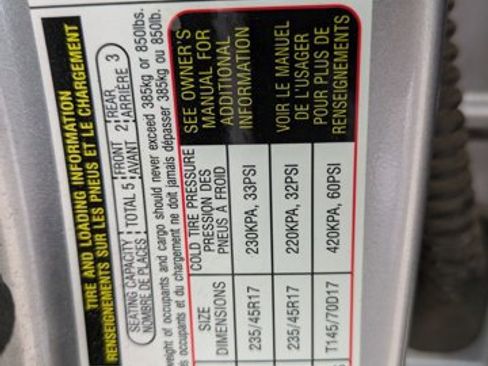 TIRE AND LOADING INFORMATION
RENSEIGNEMENTS SUR LES PNEUS ET LE CHARGEMENT
SEATING CAPACITY TOTAL 5 FRONT 2 REAR 3
NOMBRE DE PLACES AVANT ARRIÈRE
weight of occupants and cargo should never exceed 385kg or 850lbs.
occupants et du chargement ne doit jamais dépasser 385kg ou 850lb.
SIZE
DIMENSIONS
COLD TIRE PRESSURE
PRESSION DES
PNEUS À FROID
SEE OWNER'S
MANUAL FOR
ADDITIONAL
INFORMATION
235/45R17 230KPA, 33PSI
235/45R17 220KPA, 32PSI
T145/70D17 420KPA, 60PSI
VOIR LE MANUEL
DE L'USAGER
POUR PLUS DE
RENSEIGNEMENTS